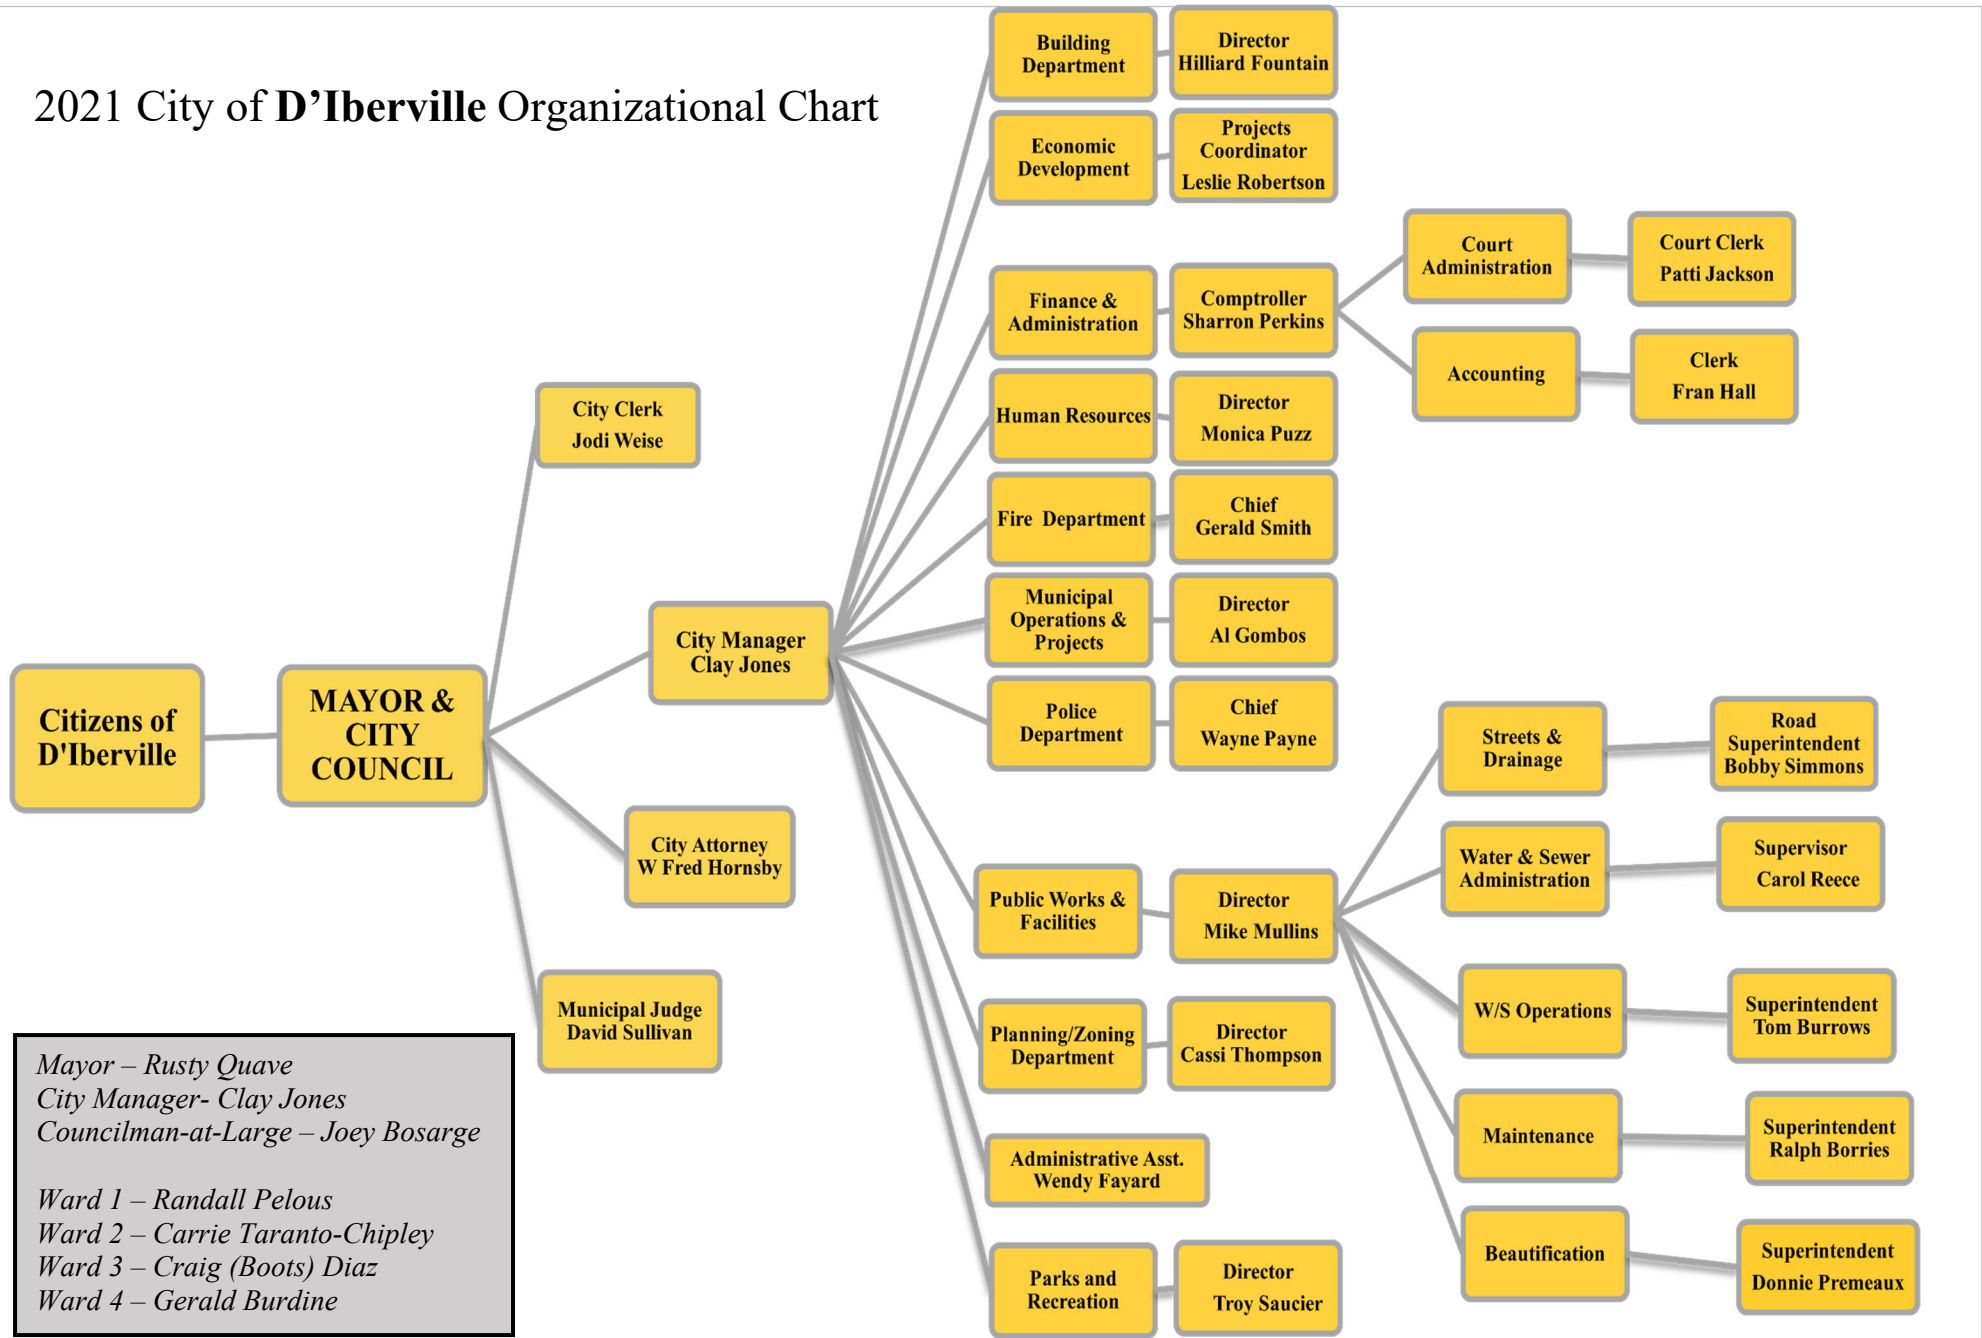 2021 City of D’Iberville Organizational Chart
Citizens of
D'Iberville
MAYOR &
CITY
COUNCIL
City Clerk
Jodi Weise
City Manager
Clay Jones
City Attorney
W Fred Hornsby
Municipal Judge
David Sullivan
Building
Department
Director
Hilliard Fountain
Economic
Development
Projects
Coordinator
Leslie Robertson
Finance &
Administration
Comptroller
Sharron Perkins
Court
Administration
Court Clerk
Patti Jackson
Accounting
Clerk
Fran Hall
Human Resources
Director
Monica Puzz
Fire  Department
Chief
Gerald Smith
Municipal
Operations &
Projects
Director
Al Gombos
Police
Department
Chief
Wayne Payne
Public Works &
Facilities
Director
Mike Mullins
Streets &
Drainage
Road
Superintendent
Bobby Simmons
Water & Sewer
Administration
Supervisor
Carol Reece
W/S Operations
Superintendent
Tom Burrows
Maintenance
Superintendent
Ralph Borries
Beautification
Superintendent
Donnie Premeaux
Planning/Zoning
Department
Director
Cassi Thompson
Administrative Asst.
Wendy Fayard
Parks and
Recreation
Director
Troy Saucier
Mayor – Rusty Quave
City Manager- Clay Jones
Councilman-at-Large – Joey Bosarge
Ward 1 – Randall Pelous
Ward 2 – Carrie Taranto-Chipley
Ward 3 – Craig (Boots) Diaz
Ward 4 – Gerald Burdine